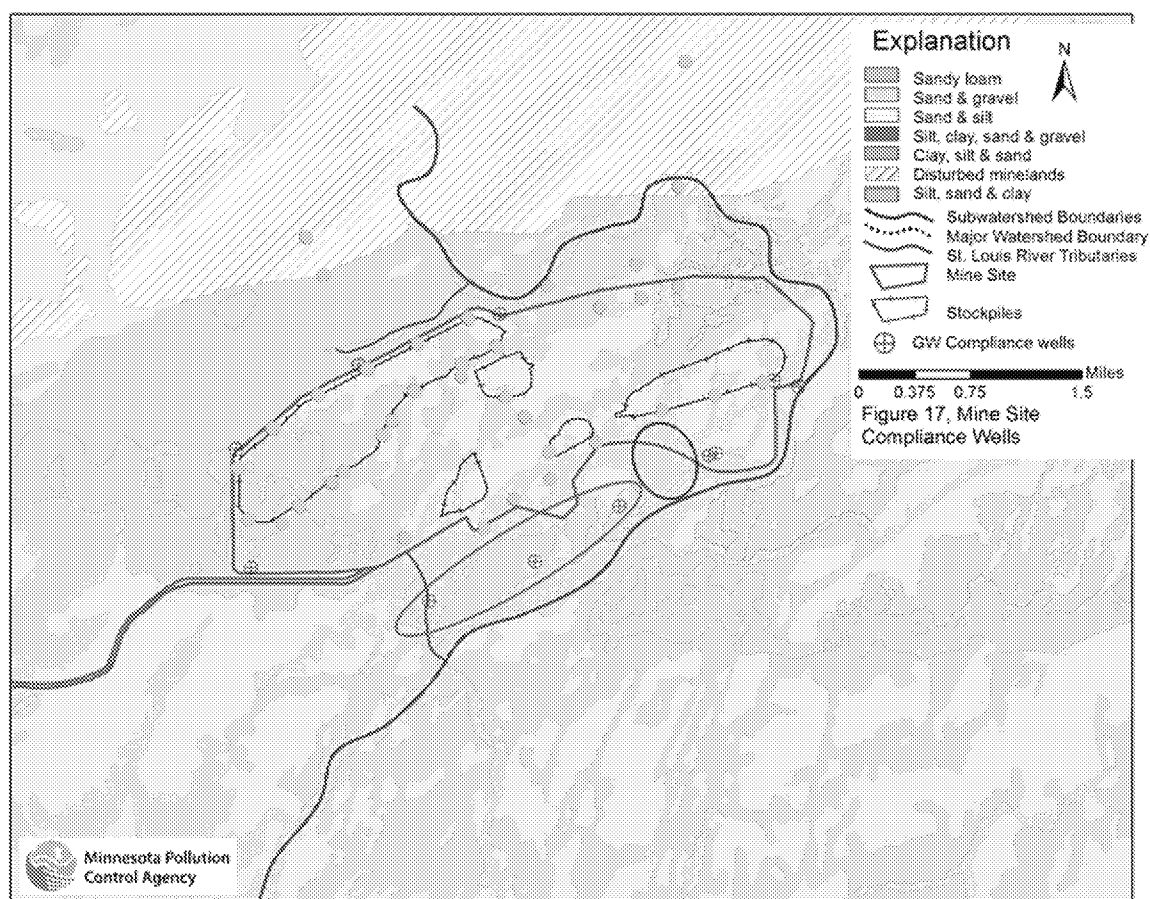 Explanation
N
Sandy loam
Sand & gravel
Sand & silt
Silt, clay, sand & gravel
Clay, silt & sand
Disturbed minelands
Silt, sand & clay
Subwatershed Boundaries
Major Watershed Boundary
St. Louis River Tributaries
Mine Site
Stockpiles
GW Compliance wells
Miles
0 0.375 0.75 1.5
Figure 17, Mine Site
Compliance Wells
Minnesota Pollution
Control Agency